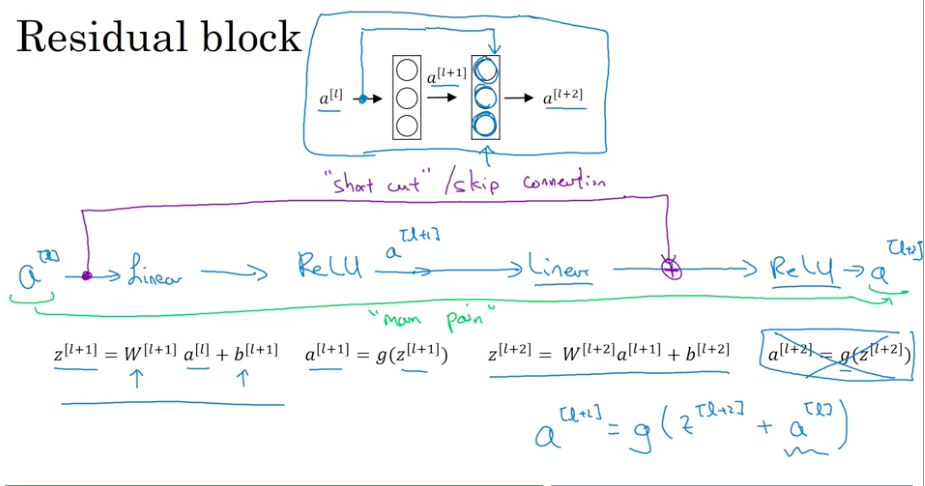 Residual block
a^[l] a^[l+1] a^[l+2]
"short cut" / skip connection
a^[l] → Linear → ReLU a^[l+1] → Linear → ReLU → a^[l+2]
"main path"
z^[l+1] = W^[l+1] a^[l] + b^[l+1] a^[l+1] = g(z^[l+1]) z^[l+2] = W^[l+2]a^[l+1] + b^[l+2] a^[l+2] = g(z^[l+2])
a^[l+2] = g(z^[l+2] + a^[l])